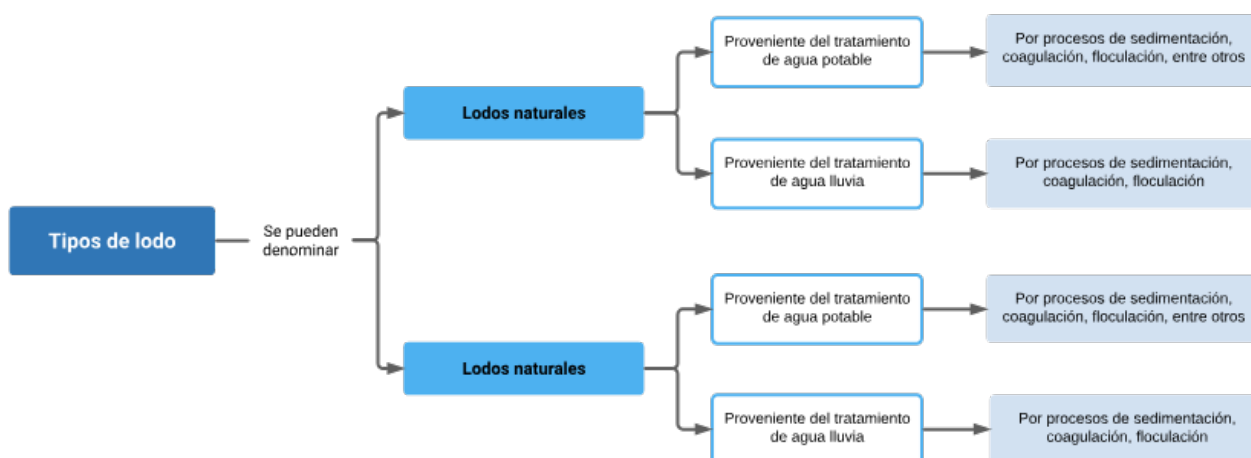 Tipos de lodo
Se pueden
denominar
Lodos naturales
Proveniente del tratamiento
de agua potable
Por procesos de sedimentación,
coagulación, floculación, entre otros
Proveniente del tratamiento
de agua lluvia
Por procesos de sedimentación,
coagulación, floculación
Lodos naturales
Proveniente del tratamiento
de agua potable
Por procesos de sedimentación,
coagulación, floculación, entre otros
Proveniente del tratamiento
de agua lluvia
Por procesos de sedimentación,
coagulación, floculación